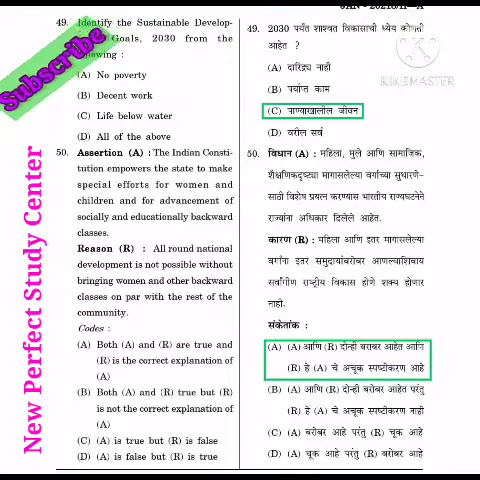 JAN - 202185/II—A
49. Identify the Sustainable Develop-
Goals, 2030 from the
:
(A) No poverty
(B) Decent work
(C) Life below water
(D) All of the above
50. Assertion (A) : The Indian Consti-
tution empowers the state to make
special efforts for women and
children and for advancement of
socially and educationally backward
classes.
Reason (R) : All round national
development is not possible without
bringing women and other backward
classes on par with the rest of the
community.
Codes :
(A) Both (A) and (R) are true and
(R) is the correct explanation of
(A)
(B) Both (A) and (R) true but (R)
is not the correct explanation of
(A)
(C) (A) is true but (R) is false
(D) (A) is false but (R) is true
49. 2030 पर्यंत शाश्वत विकासाची ध्येय कोणती
आहेत ?
(A) दारिद्र्य नाही
(B) पर्याप्त काम
(C) पाण्याखालील जीवन
(D) वरील सर्व
50. विधान (A) : महिला, मुले आणि सामाजिक,
शैक्षणिकदृष्ट्या मागासलेल्या वर्गाच्या सुधारणे-
साठी विशेष प्रयत्न करण्यास भारतीय राज्यघटनेने
राज्यांना अधिकार दिलेले आहेत.
कारण (R) : महिला आणि इतर मागासलेल्या
वर्गांना इतर समुदायांबरोबर आणल्याशिवाय
सर्वांगीण राष्ट्रीय विकास होणे शक्य होणार
नाही.
संकेतांक :
(A) (A) आणि (R) दोन्ही बरोबर आहेत आनि
(R) हे (A) चे अचूक स्पष्टीकरण आहे
(B) (A) आणि (R) दोन्ही बरोबर आहेत परंतु
(R) हे (A) चे अचूक स्पष्टीकरण नाही
(C) (A) बरोबर आहे परंतु (R) चूक आहे
(D) (A) चूक आहे परंतु (R) बरोबर आहे
Subscribe
New Perfect Study Center
KINEMASTER